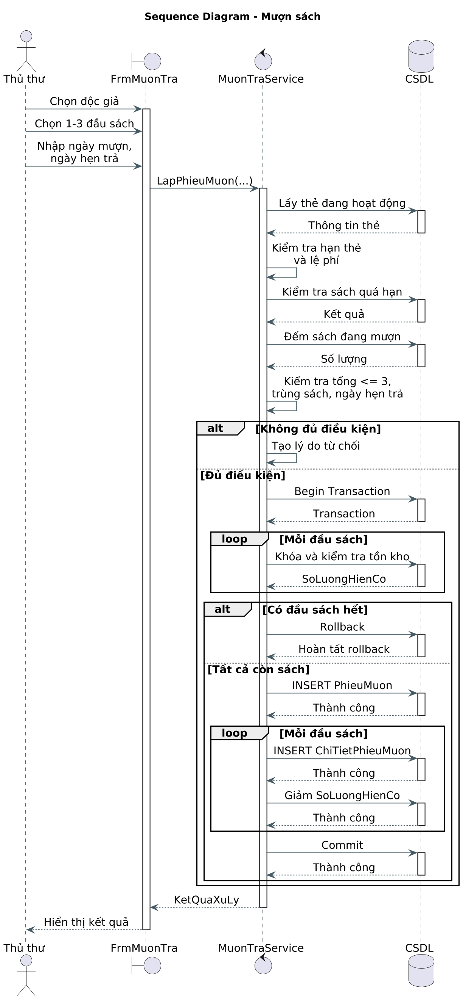 Sequence Diagram - Mượn sách
Thủ thư
FrmMuonTra
MuonTraService
CSDL
Chọn độc giả
Chọn 1-3 đầu sách
Nhập ngày mượn,
ngày hẹn trả
LapPhieuMuon(...)
Lấy thẻ đang hoạt động
Thông tin thẻ
Kiểm tra hạn thẻ
và lệ phí
Kiểm tra sách quá hạn
Kết quả
Đếm sách đang mượn
Số lượng
Kiểm tra tổng <= 3,
trùng sách, ngày hẹn trả
alt [Không đủ điều kiện]
Tạo lý do từ chối
[Đủ điều kiện]
Begin Transaction
Transaction
loop [Mỗi đầu sách]
Khóa và kiểm tra tồn kho
SoLuongHienCo
alt [Có đầu sách hết]
Rollback
Hoàn tất rollback
[Tất cả còn sách]
INSERT PhieuMuon
Thành công
loop [Mỗi đầu sách]
INSERT ChiTietPhieuMuon
Thành công
Giảm SoLuongHienCo
Thành công
Commit
Thành công
KetQuaXuLy
Hiển thị kết quả
Thủ thư
FrmMuonTra
MuonTraService
CSDL